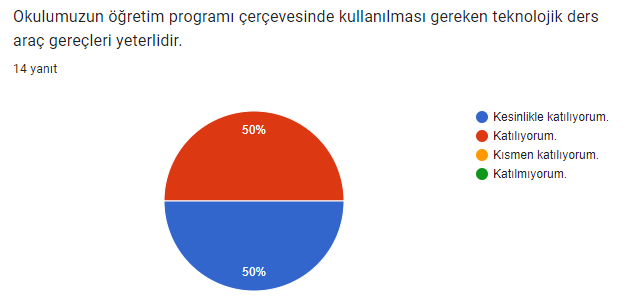 Okulumuzun öğretim programı çerçevesinde kullanılması gereken teknolojik ders
araç gereçleri yeterlidir.
14 yanıt
50%
50%
Kesinlikle katılıyorum.
Katılıyorum.
Kısmen katılıyorum.
Katılmıyorum.